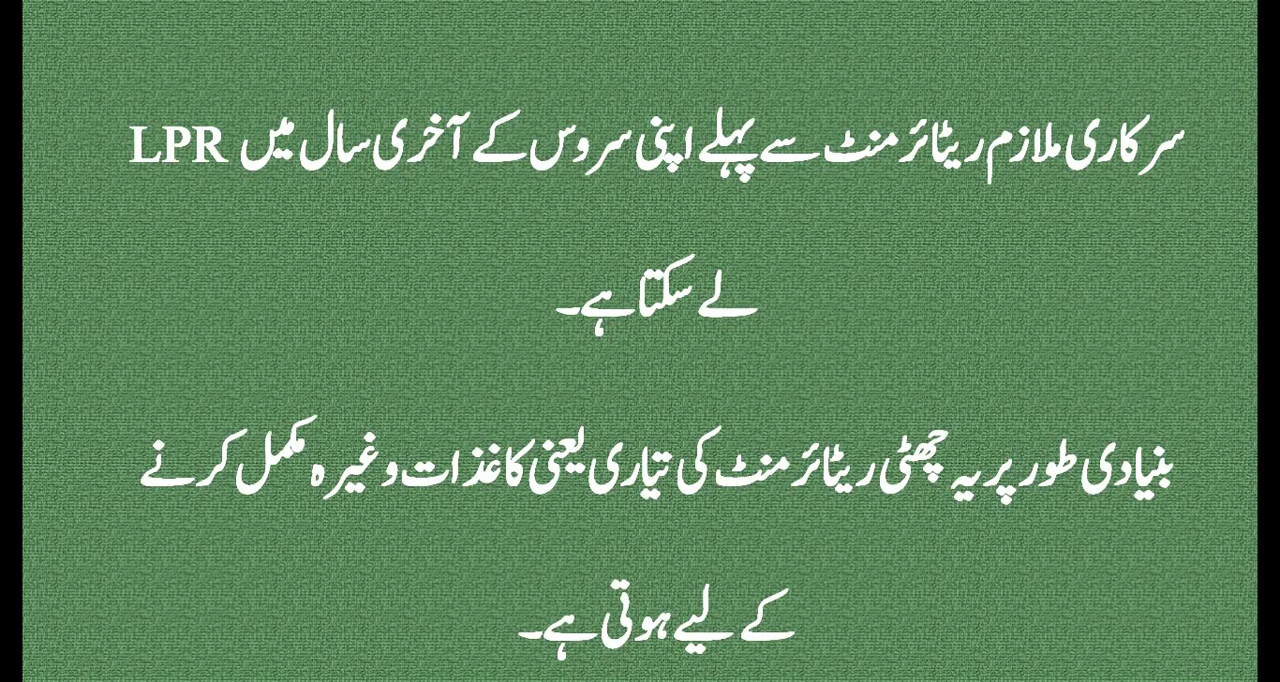 سرکاری ملازم ریٹائرمنٹ سے پہلے اپنی سروس کے آخری سال میں LPR
لے سکتا ہے۔
بنیادی طور پر یہ چھٹی ریٹائرمنٹ کی تیاری یعنی کاغذات وغیرہ مکمل کرنے
کے لیے ہوتی ہے۔